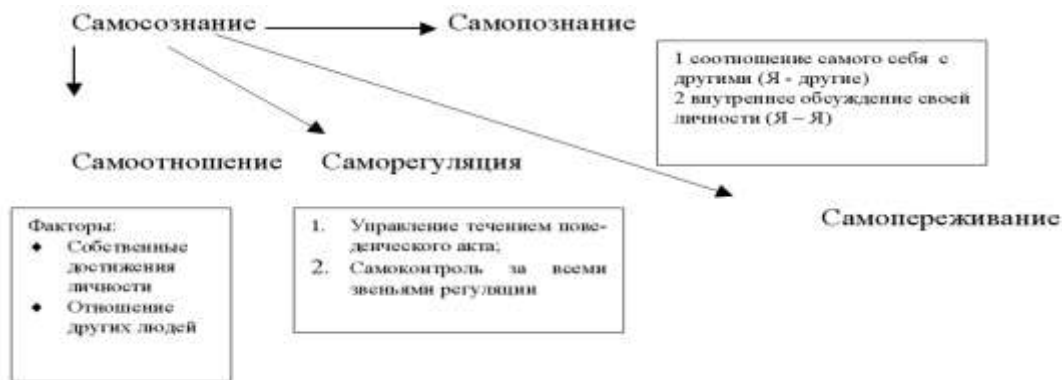 Самосознание
Самопознание
1 соотношение самого себя с
другими (Я - другие)
2 внутреннее обсуждение своей
личности (Я – Я)
Самоотношение
Саморегуляция
Самопереживание
Факторы:
◆ Собственные
достижения
личности
◆ Отношение
других людей
1. Управление течением пове-
денческого акта;
2. Самоконтроль за всеми
звеньями регуляции